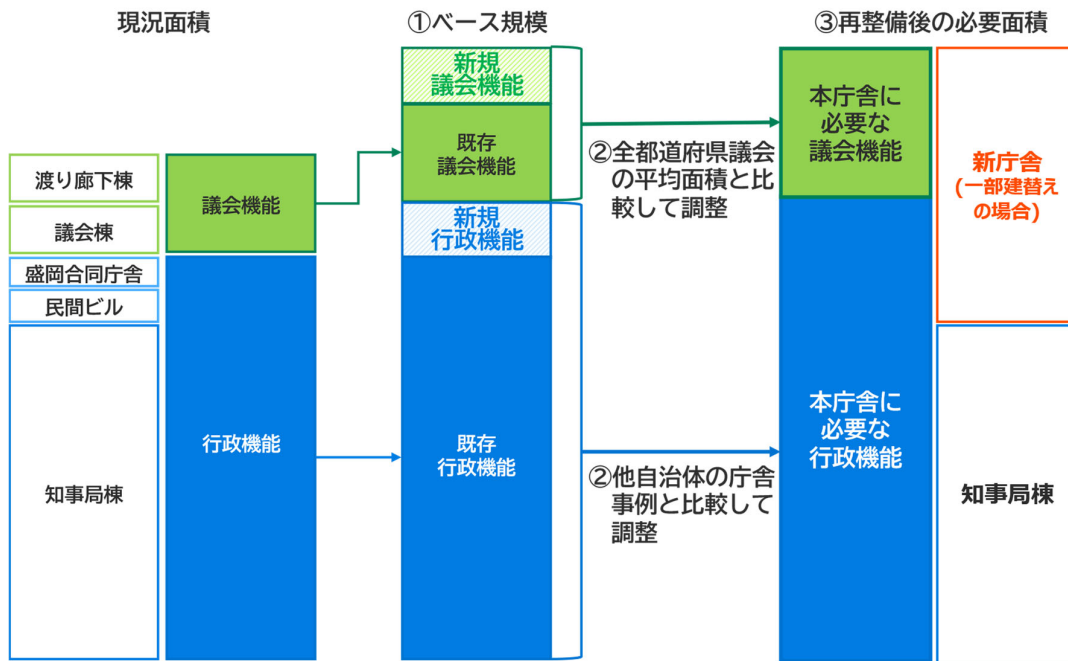 現況面積
①ベース規模
③再整備後の必要面積
渡り廊下棟
議会棟
盛岡合同庁舎
民間ビル
知事局棟
議会機能
行政機能
新規
議会機能
既存
議会機能
新規
行政機能
既存
行政機能
②全都道府県議会
の平均面積と比
較して調整
②他自治体の庁舎
事例と比較して
調整
本庁舎に
必要な
議会機能
本庁舎に
必要な
行政機能
新庁舎
(一部建替え
の場合)
知事局棟